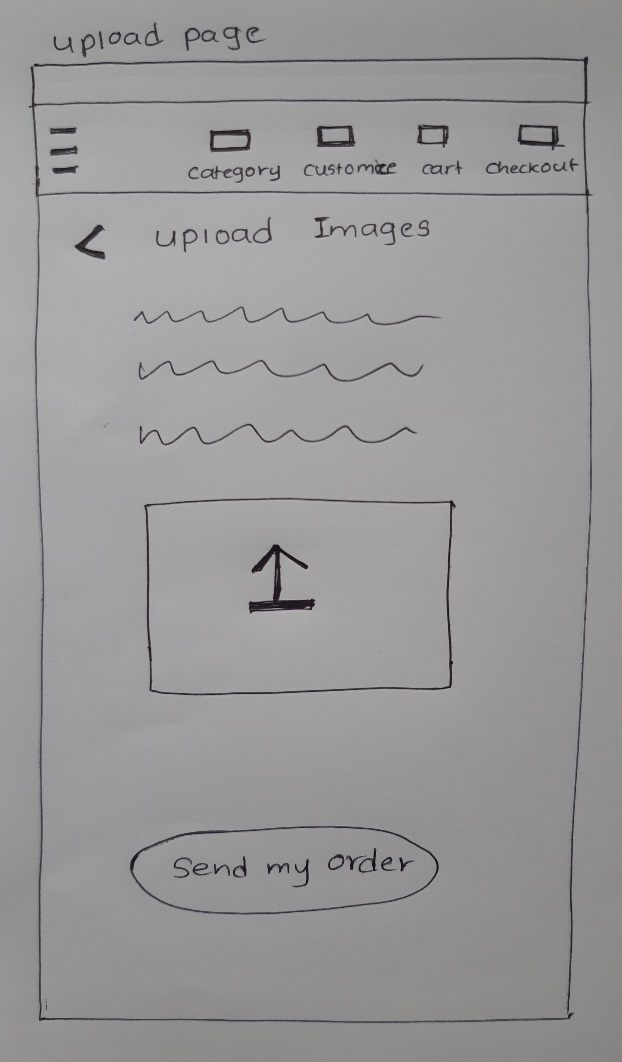 upload page
category customize cart checkout
upload Images
Send my order